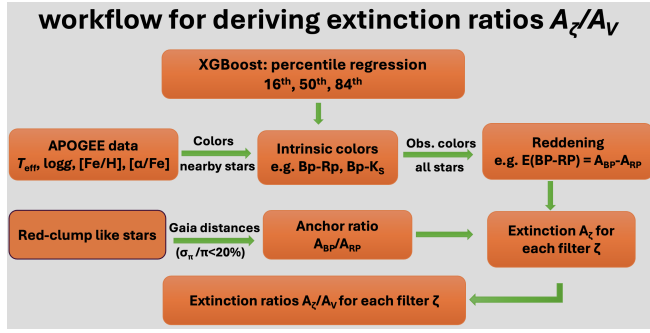 workflow for deriving extinction ratios Aζ/AV
XGBoost: percentile regression
16th, 50th, 84th
APOGEE data
Teff, logg, [Fe/H], [α/Fe]
Colors
nearby stars
Intrinsic colors
e.g. Bp-Rp, Bp-KS
Obs. colors
all stars
Reddening
e.g. E(BP-RP) = ABP-ARP
Red-clump like stars
Gaia distances
(σπ/π<20%)
Anchor ratio
ABP/ARP
Extinction Aζ for
each filter ζ
Extinction ratios Aζ/AV for each filter ζ